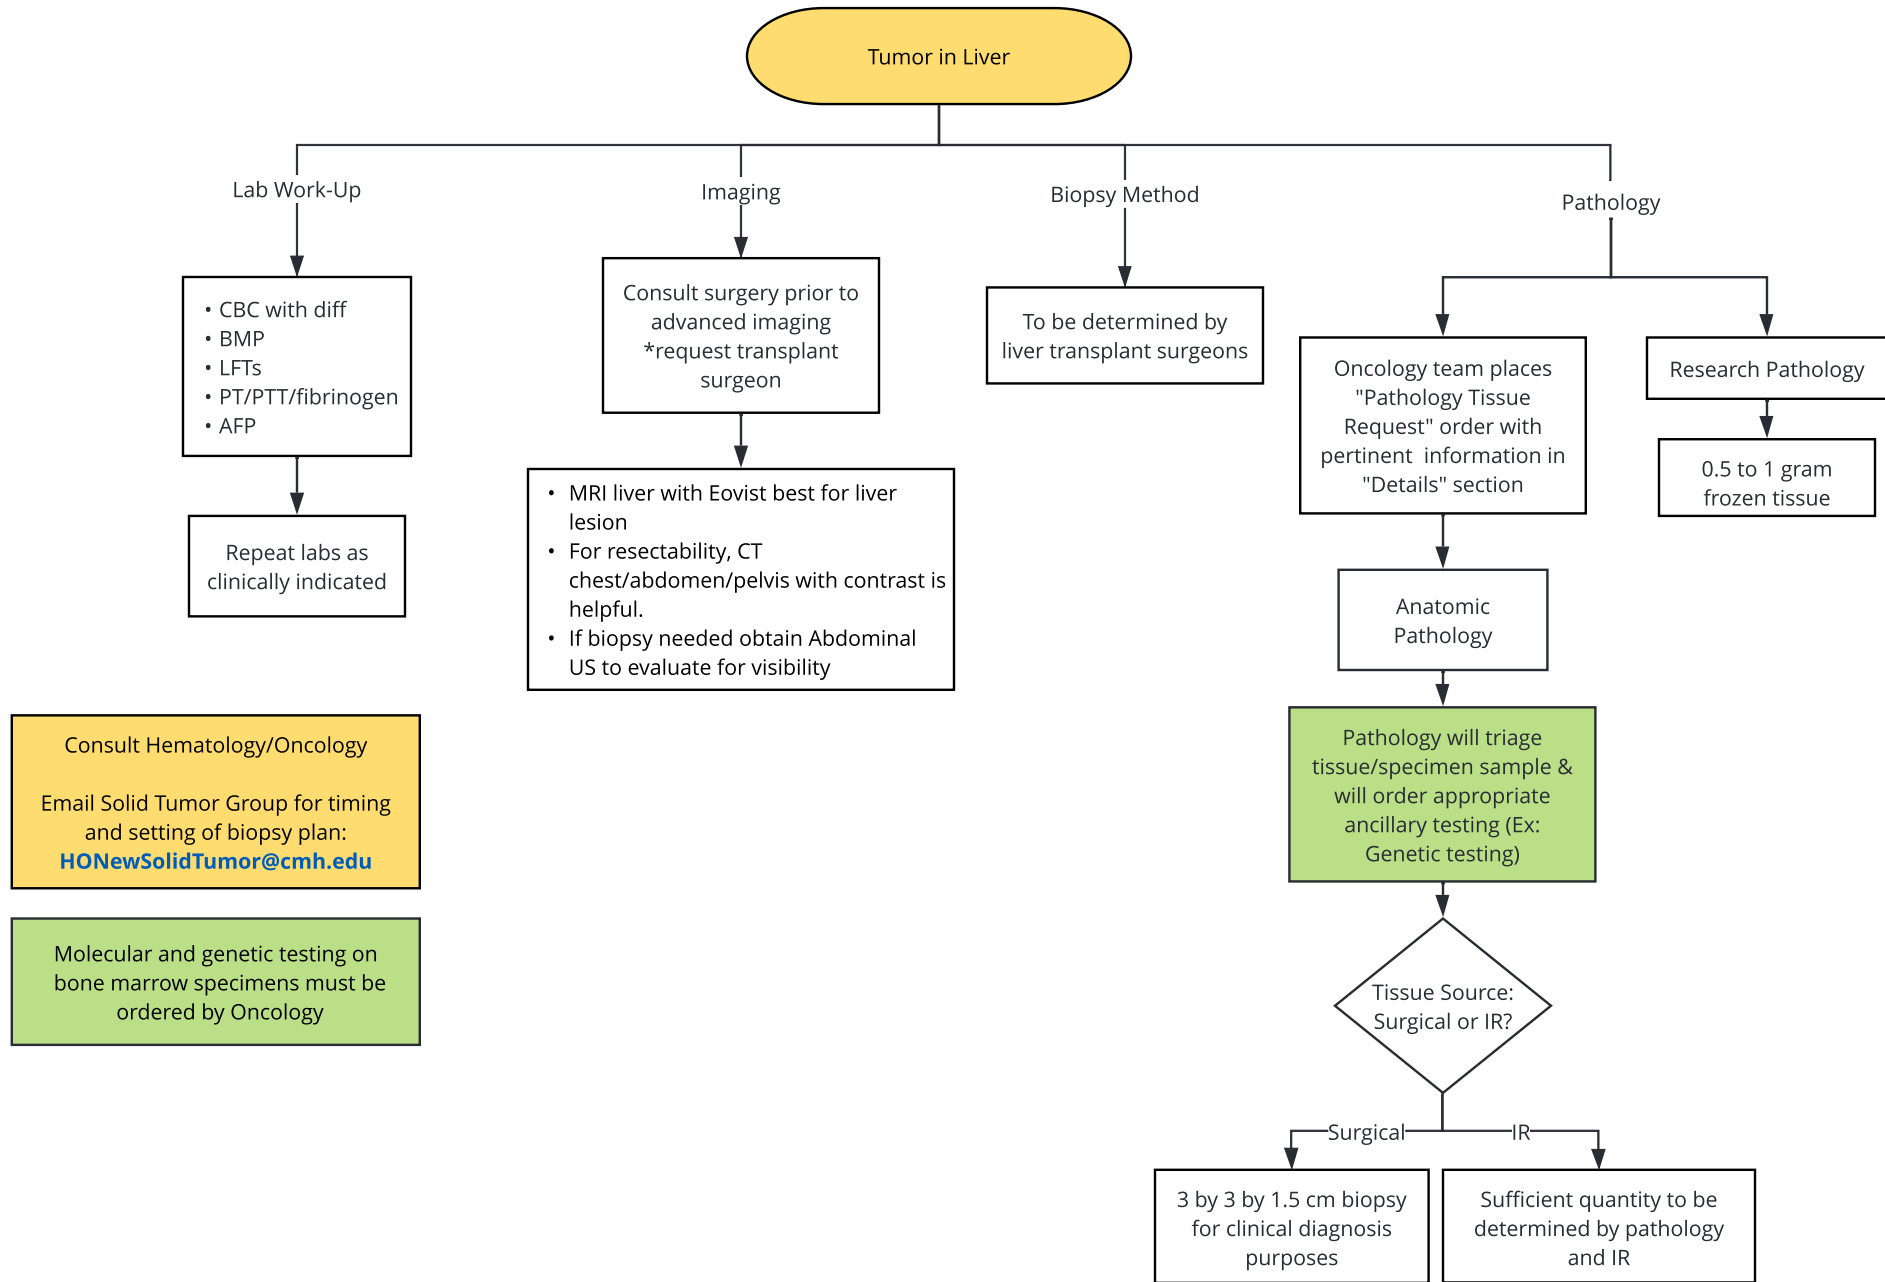 Tumor in Liver
Lab Work-Up
Imaging
Biopsy Method
Pathology
• CBC with diff
• BMP
• LFTs
• PT/PTT/fibrinogen
• AFP
Repeat labs as
clinically indicated
Consult surgery prior to
advanced imaging
*request transplant
surgeon
• MRI liver with Eovist best for liver
lesion
• For resectability, CT
chest/abdomen/pelvis with contrast is
helpful.
• If biopsy needed obtain Abdominal
US to evaluate for visibility
To be determined by
liver transplant surgeons
Oncology team places
"Pathology Tissue
Request" order with
pertinent information in
"Details" section
Anatomic
Pathology
Pathology will triage
tissue/specimen sample &
will order appropriate
ancillary testing (Ex:
Genetic testing)
Tissue Source:
Surgical or IR?
Surgical
IR
3 by 3 by 1.5 cm biopsy
for clinical diagnosis
purposes
Sufficient quantity to be
determined by pathology
and IR
Research Pathology
0.5 to 1 gram
frozen tissue
Consult Hematology/Oncology
Email Solid Tumor Group for timing
and setting of biopsy plan:
HONewSolidTumor@cmh.edu
Molecular and genetic testing on
bone marrow specimens must be
ordered by Oncology